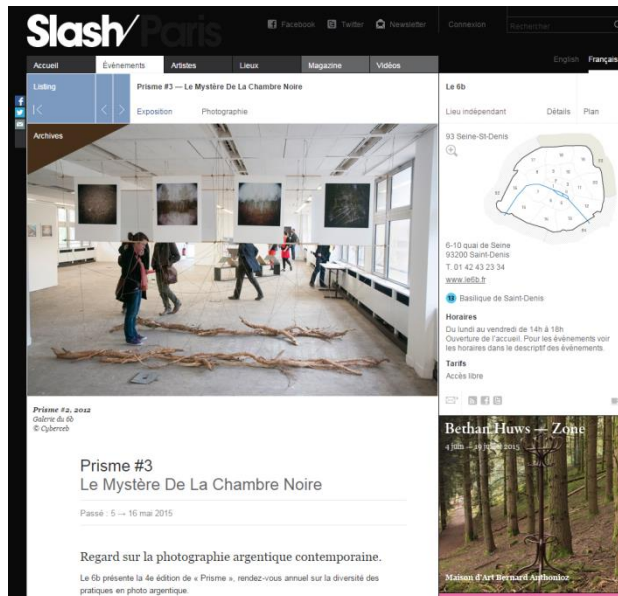 Slash/Paris
Facebook Twitter Newsletter Connexion Rechercher
Accueil Évènements Artistes Lieux Magazine Vidéos English Français
Listing
Prisme #3 — Le Mystère De La Chambre Noire
Exposition Photographie
Archives
Prisme #2, 2012
Galerie du 6b
© Cyberseb
Prisme #3
Le Mystère De La Chambre Noire
Passé : 5 → 16 mai 2015
Regard sur la photographie argentique contemporaine.
Le 6b présente la 4e édition de « Prisme », rendez-vous annuel sur la diversité des
pratiques en photo argentique.
Le 6b
Lieu indépendant Détails Plan
93 Seine-St-Denis
6-10 quai de Seine
93200 Saint-Denis
T. 01 42 43 23 34
www.le6b.fr
13 Basilique de Saint-Denis
Horaires
Du lundi au vendredi de 14h à 18h
Ouverture de l'accueil. Pour les évènements voir
les horaires dans le descriptif des évènements.
Tarifs
Accès libre
Bethan Huws — Zone
4 juin — 19 juillet 2015
Maison d'Art Bernard Anthonioz